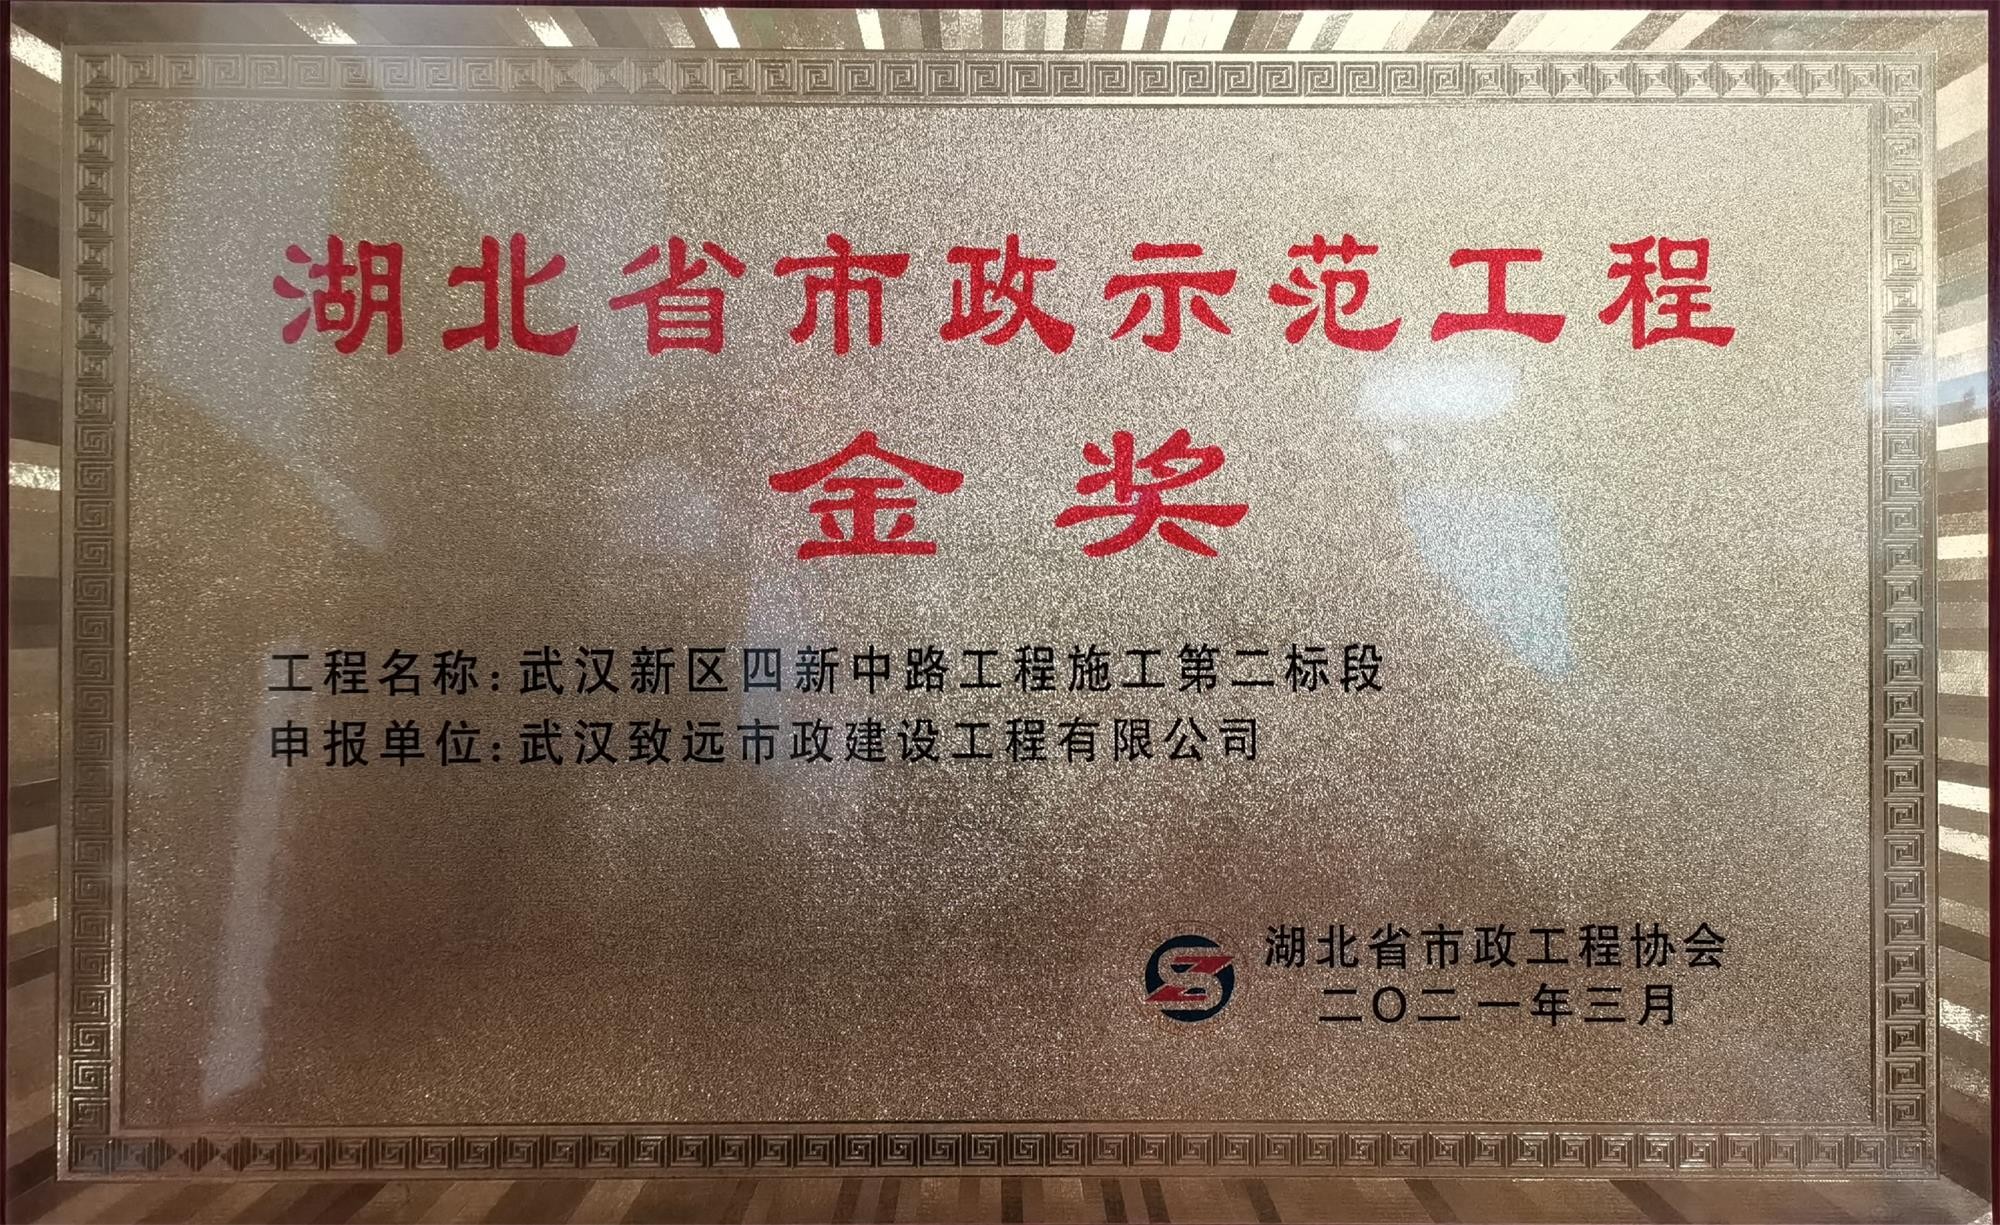 湖北省市政示范工程
金奖
工程名称:武汉新区四新中路工程施工第二标段
申报单位:武汉致远市政建设工程有限公司
湖北省市政工程协会
二〇二一年三月